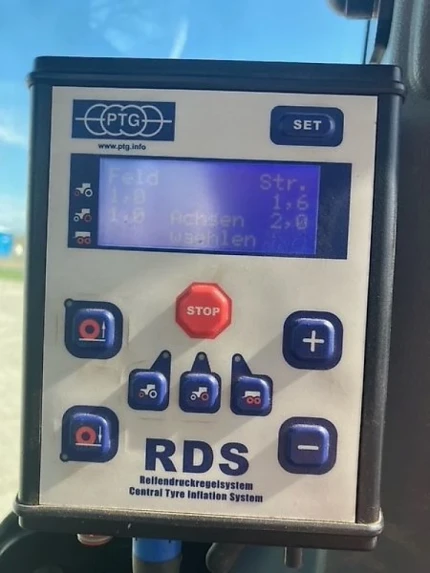 PTG
SET
www.ptg.info
Feld Str.
1,0 1,6
1,0 Achsen 2,0
wählen
STOP
+
−
RDS
Reifendruckregelsystem
Central Tyre Inflation System